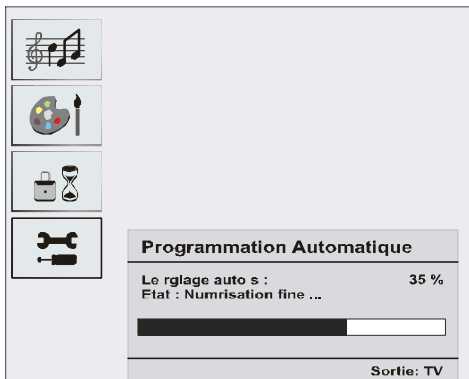 Programmation Automatique
Le rglage auto s : 35 %
Etat : Numrisation fine ...
Sortie: TV